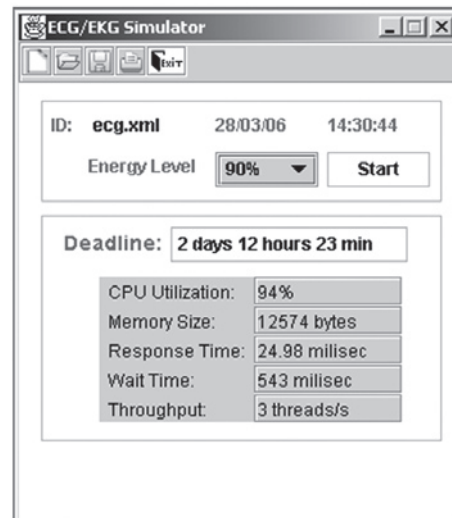 ECG/EKG Simulator
Exit
ID: ecg.xml 28/03/06 14:30:44
Energy Level 90% Start
Deadline: 2 days 12 hours 23 min
CPU Utilization: 94%
Memory Size: 12574 bytes
Response Time: 24.98 milisec
Wait Time: 543 milisec
Throughput: 3 threads/s